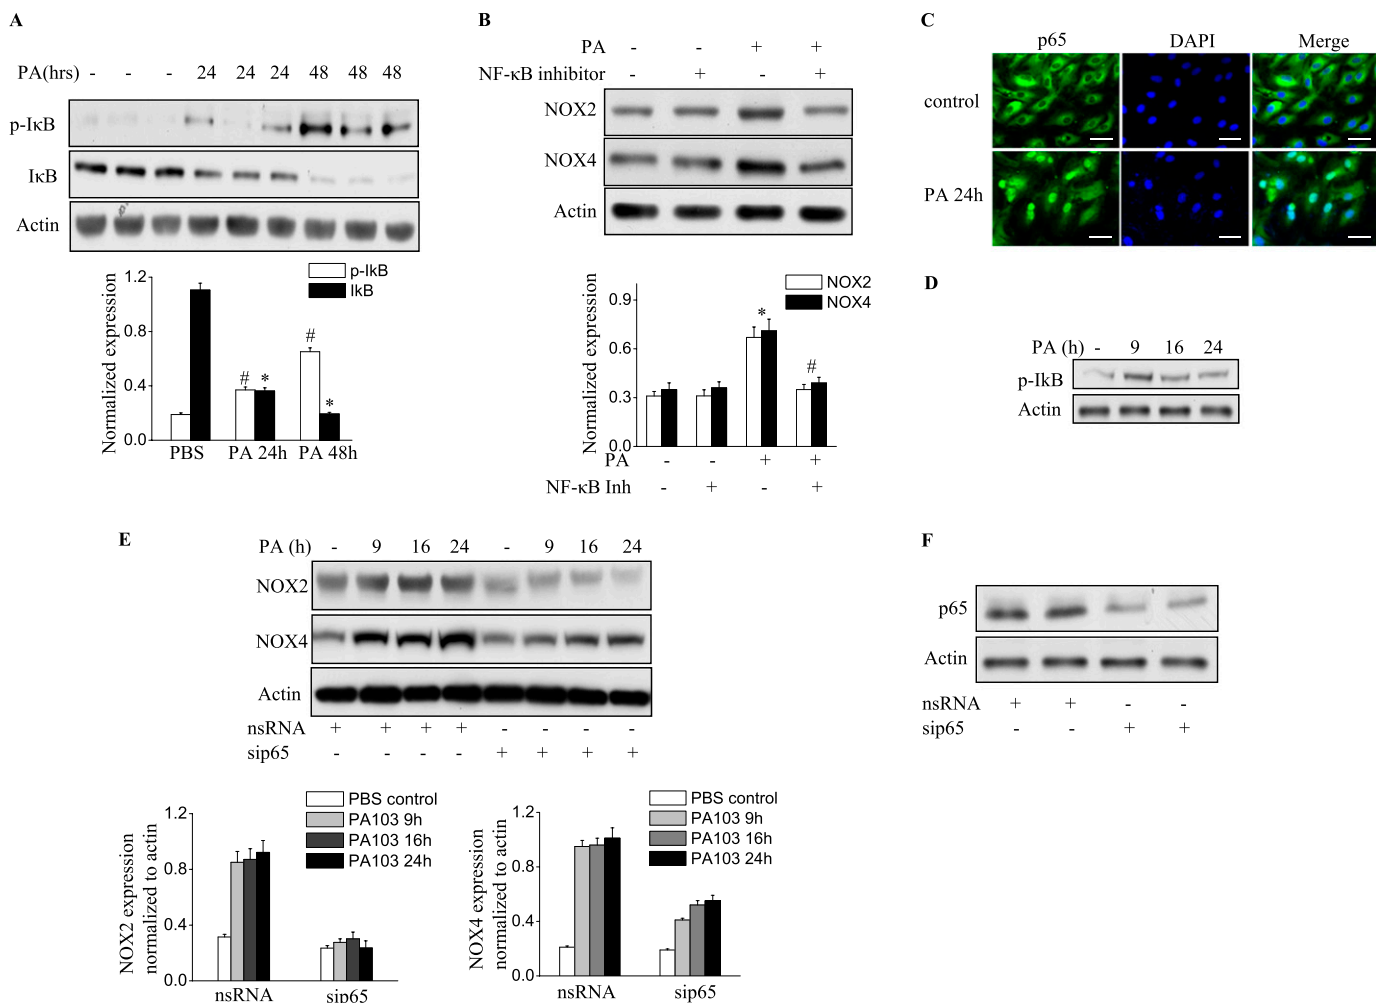 A
PA(hrs) - - - 24 24 24 48 48 48
p-IκB
IκB
Actin
p-IkB
IkB
Normalized expression
1.2
0.8
0.4
0.0
# * # *
PBS PA 24h PA 48h
B
PA - - + +
NF-κB inhibitor - + - +
NOX2
NOX4
Actin
NOX2
NOX4
Normalized expression
0.9
0.6
0.3
0.0
* #
PA - - + +
NF-κB Inh - + - +
C
p65 DAPI Merge
control
PA 24h
D
PA (h) - 9 16 24
p-IkB
Actin
E
PA (h) - 9 16 24 - 9 16 24
NOX2
NOX4
Actin
nsRNA + + + + - - - -
sip65 - - - - + + + +
PBS control
PA103 9h
PA103 16h
PA103 24h
NOX2 expression
normalized to actin
1.2
0.8
0.4
0.0
nsRNA sip65
PBS control
PA103 9h
PA103 16h
PA103 24h
NOX4 expression
normalized to actin
1.2
0.8
0.4
0.0
nsRNA sip65
F
p65
Actin
nsRNA + + - -
sip65 - - + +